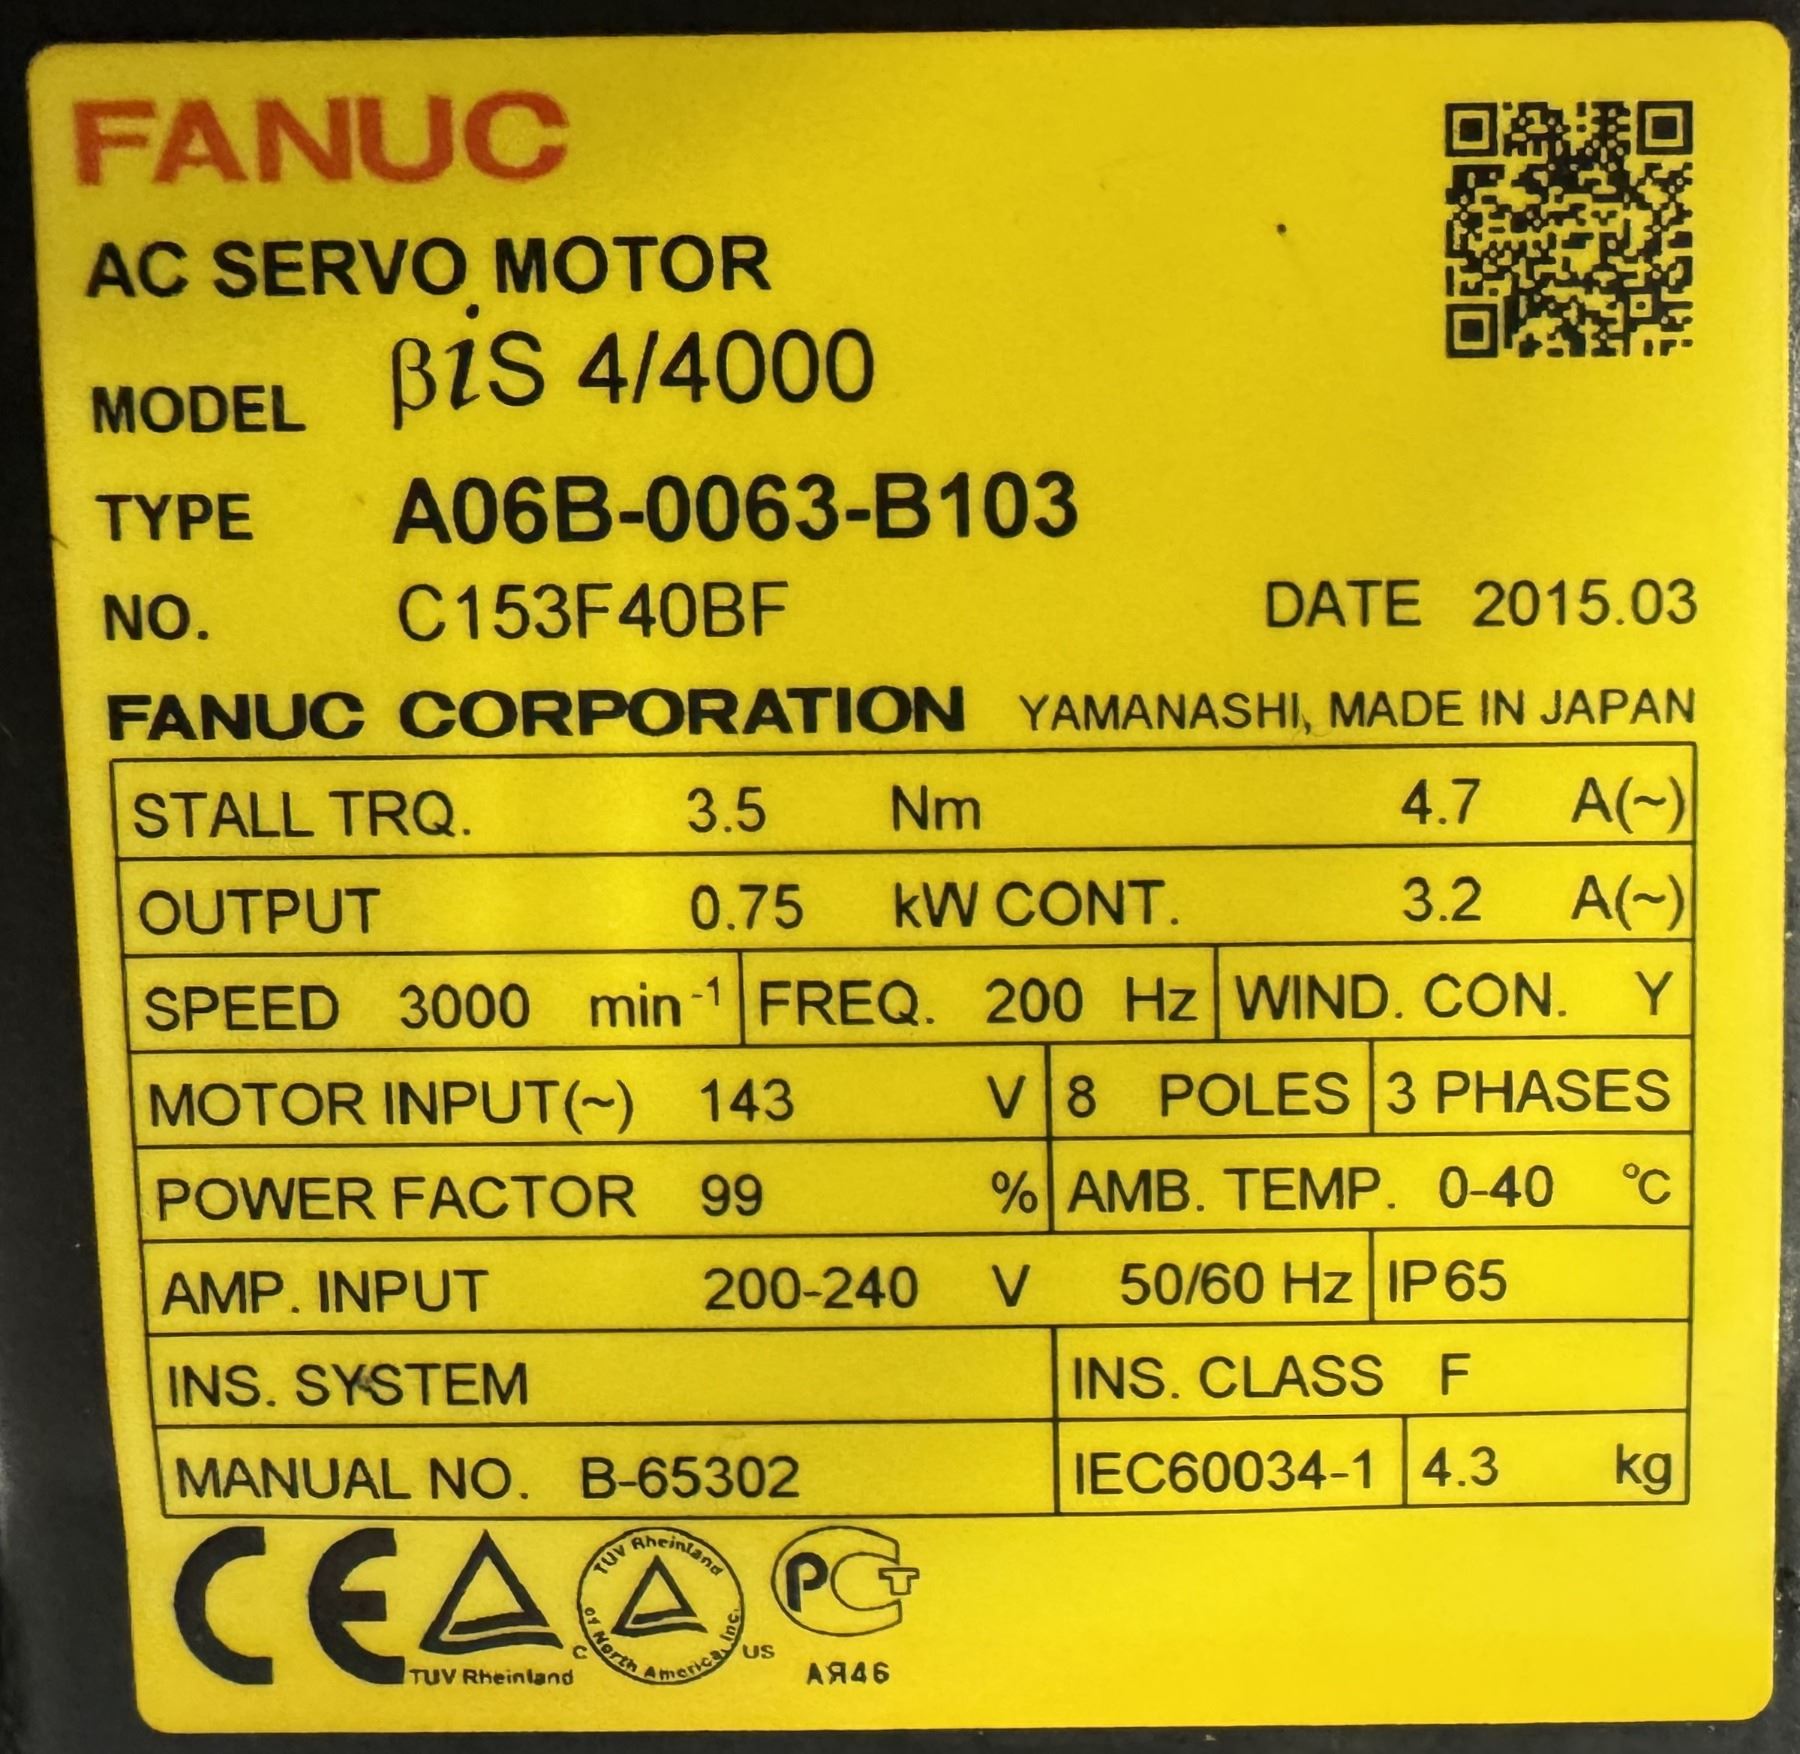 FANUC
AC SERVO MOTOR
MODEL βiS 4/4000
TYPE A06B-0063-B103
NO. C153F40BF DATE 2015.03
FANUC CORPORATION YAMANASHI, MADE IN JAPAN
STALL TRQ. 3.5 Nm 4.7 A(~)
OUTPUT 0.75 kW CONT. 3.2 A(~)
SPEED 3000 min⁻¹ FREQ. 200 Hz WIND. CON. Y
MOTOR INPUT(~) 143 V 8 POLES 3 PHASES
POWER FACTOR 99 % AMB. TEMP. 0-40 °C
AMP. INPUT 200-240 V 50/60 Hz IP65
INS. SYSTEM INS. CLASS F
MANUAL NO. B-65302 IEC60034-1 4.3 kg
CE TUV Rheinland
C TUV Rheinland of North America, Inc. US
PCT
АЯ46